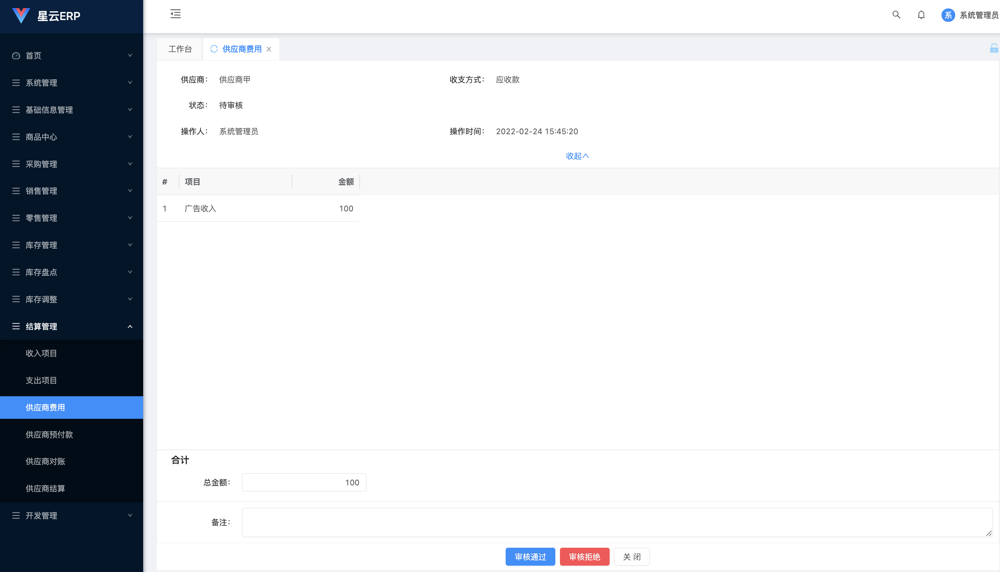 星云ERP
系 系统管理员
首页
系统管理
基础信息管理
商品中心
采购管理
销售管理
零售管理
库存管理
库存盘点
库存调整
结算管理
收入项目
支出项目
供应商费用
供应商预付款
供应商对账
供应商结算
开发管理
工作台 供应商费用
供应商： 供应商甲 收支方式： 应收款
状态： 待审核
操作人： 系统管理员 操作时间： 2022-02-24 15:45:20
收起
# 项目 金额
1 广告收入 100
合计
总金额： 100
备注：
审核通过 审核拒绝 关 闭